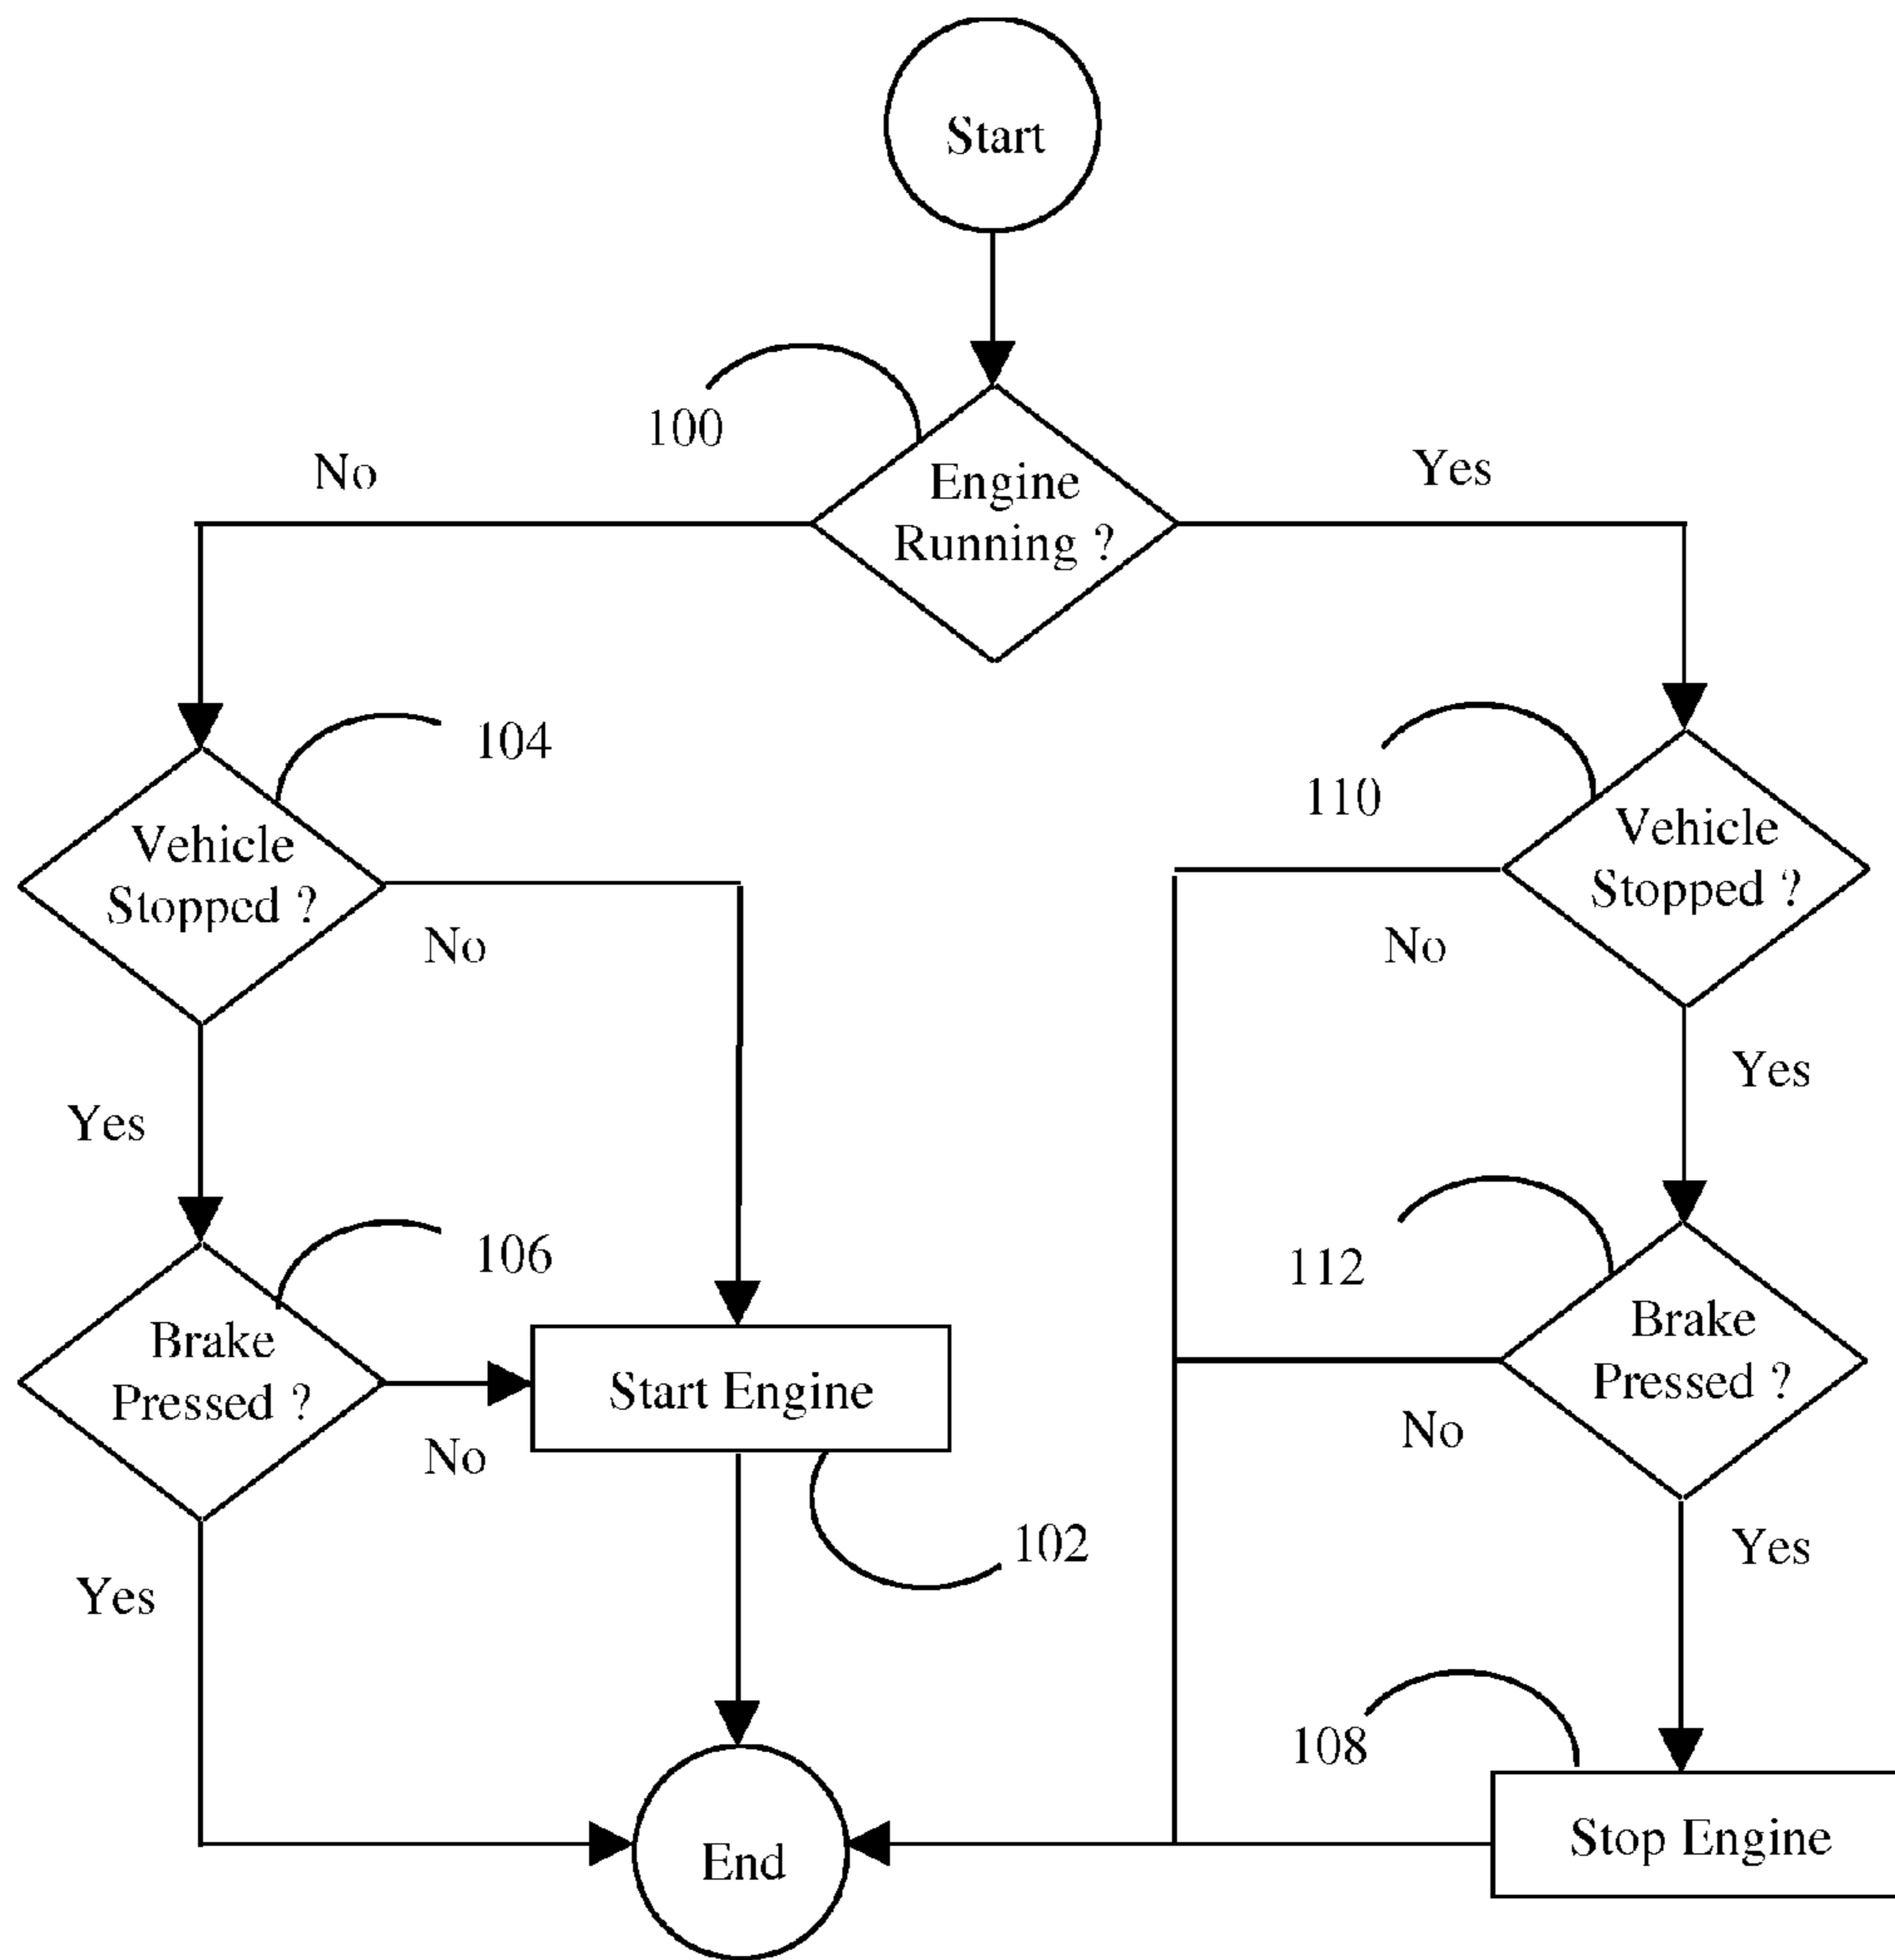 Start
100
Engine
Running ?
No
Yes
104
Vehicle
Stopped ?
No
110
Vehicle
Stopped ?
No
Yes
Yes
106
Brake
Pressed ?
No
Start Engine
102
112
Brake
Pressed ?
No
Yes
Yes
108
Stop Engine
End